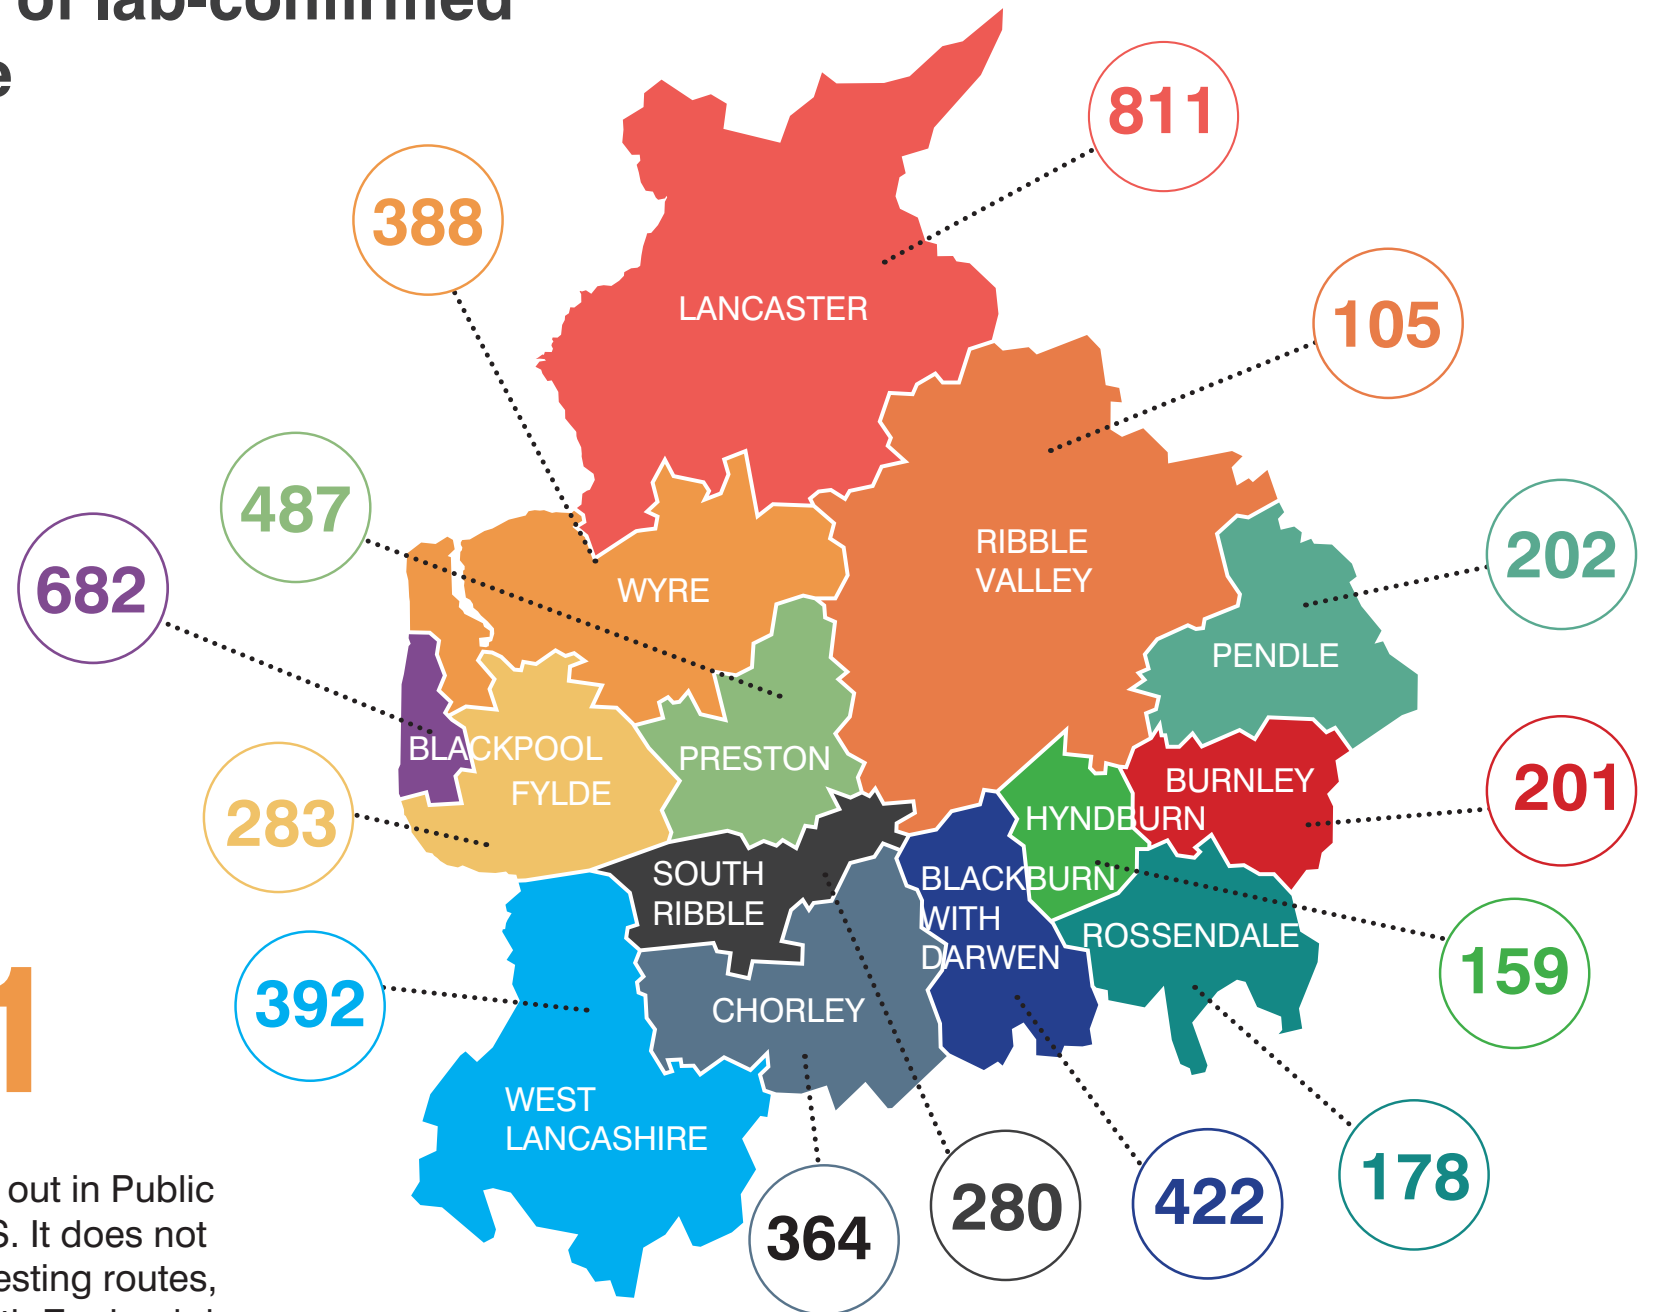 of lab-confirmed
e
811
388
LANCASTER
105
487
RIBBLE
VALLEY
202
682
WYRE
PENDLE
BLACKPOOL
PRESTON
FYLDE
283
BURNLEY
201
HYNDBURN
SOUTH
RIBBLE
BLACKBURN
WITH
DARWEN
ROSSENDALE
159
392
CHORLEY
1
WEST
LANCASHIRE
364
280
422
178
out in Public
S. It does not
esting routes,